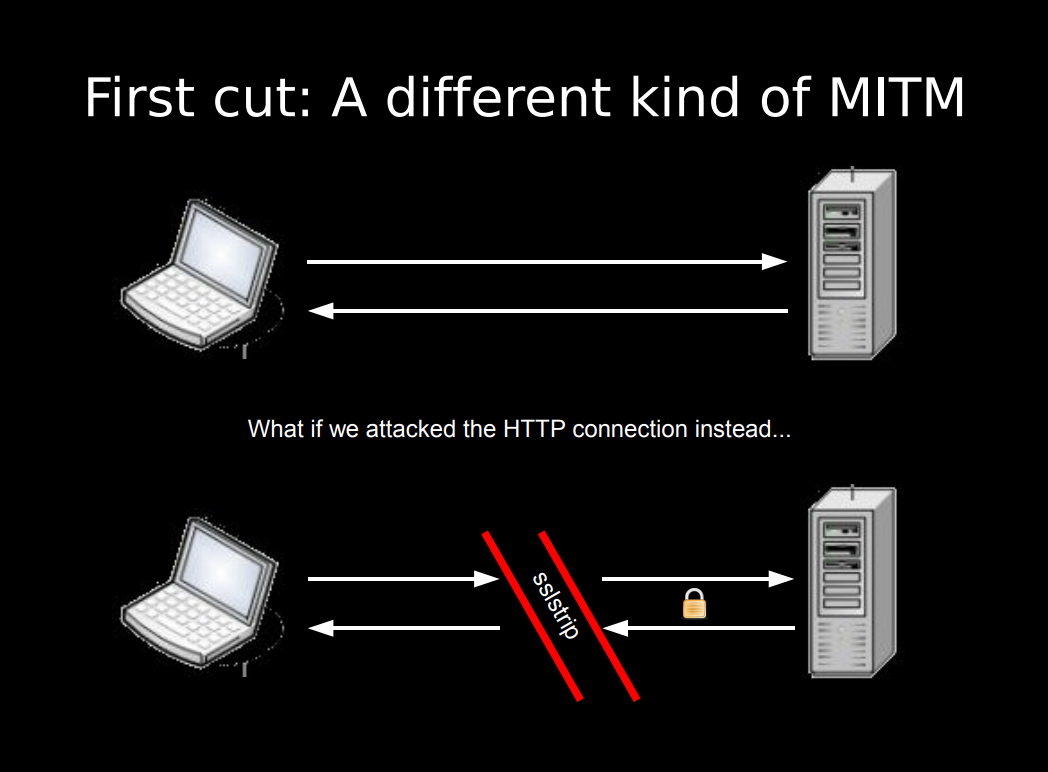 First cut: A different kind of MITM
What if we attacked the HTTP connection instead...
sslstrip